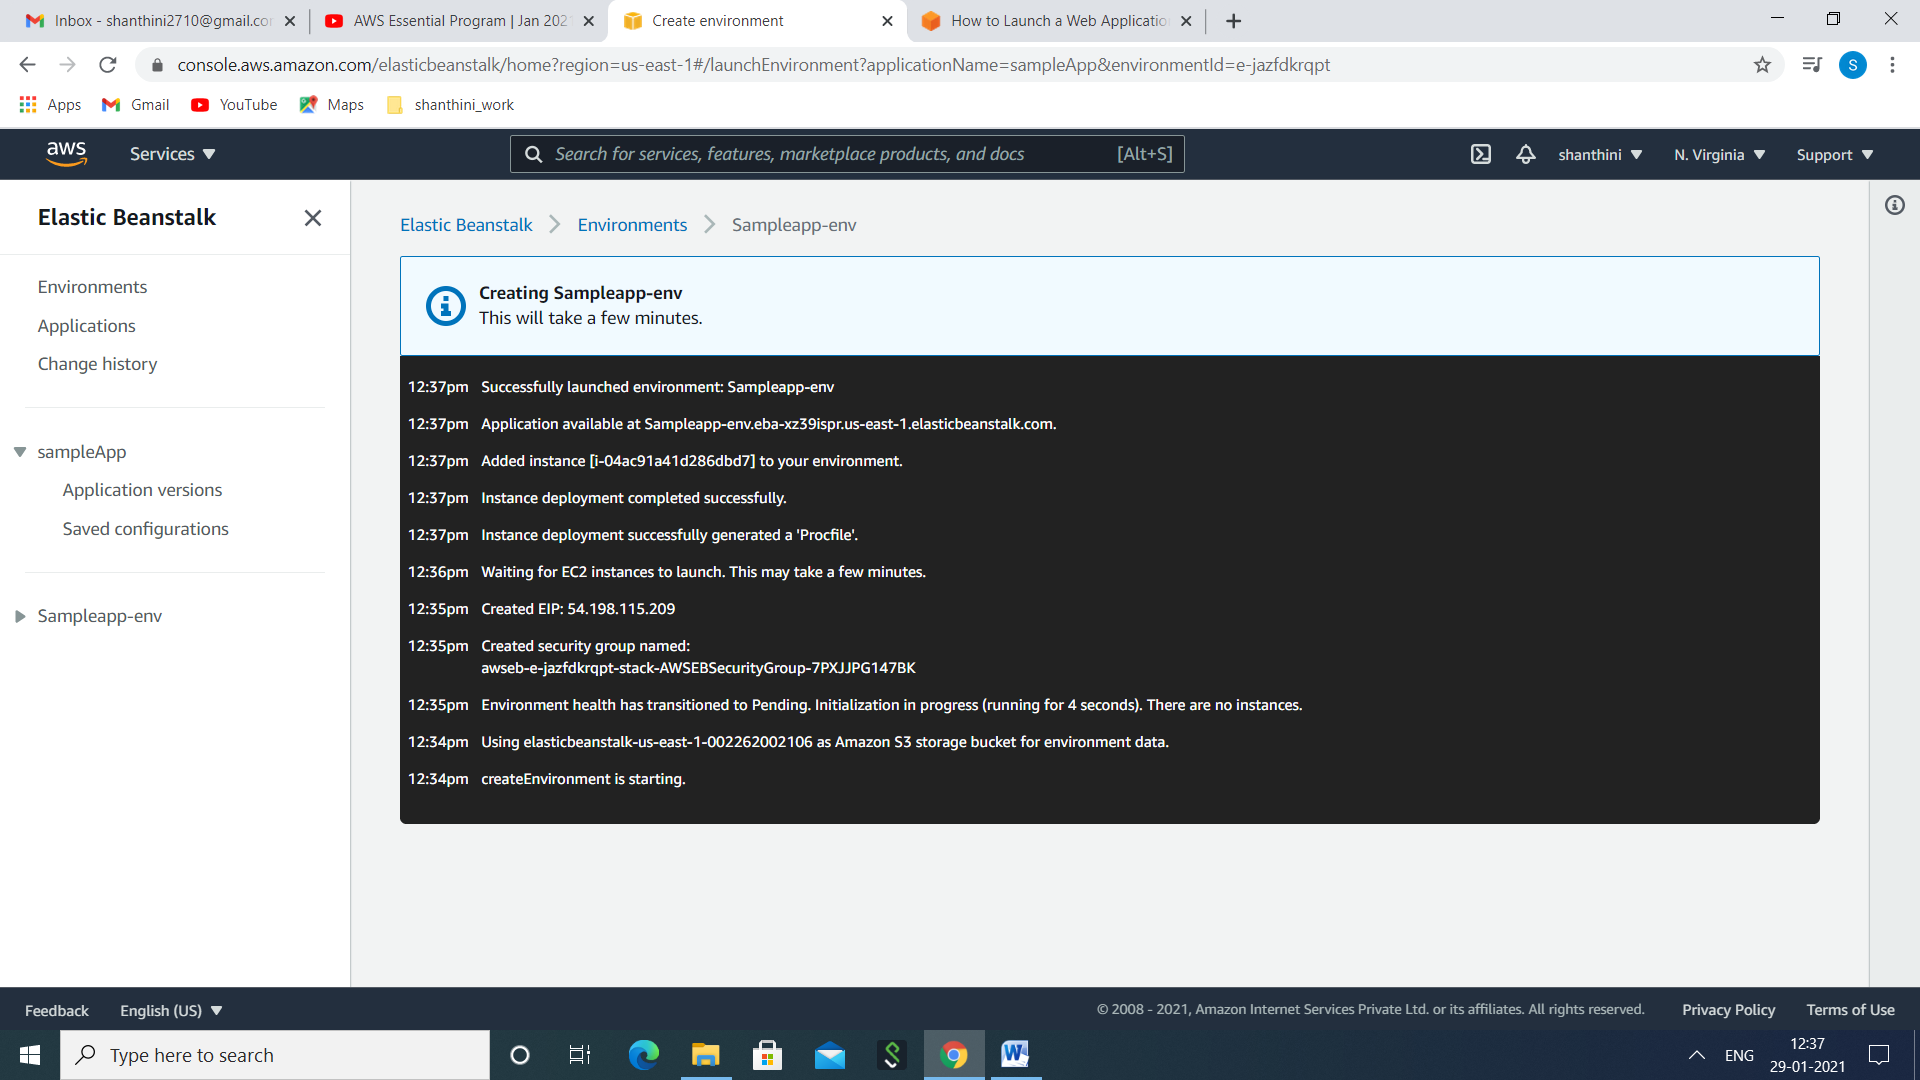 Inbox - shanthini2710@gmail.co
AWS Essential Program | Jan 202
Create environment
How to Launch a Web Applicatio
console.aws.amazon.com/elasticbeanstalk/home?region=us-east-1#/launchEnvironment?applicationName=sampleApp&environmentId=e-jazfdkrqpt
S
Apps
Gmail
YouTube
Maps
shanthini_work
aws
Services
Search for services, features, marketplace products, and docs
[Alt+S]
shanthini
N. Virginia
Support
Elastic Beanstalk
Environments
Applications
Change history
sampleApp
Application versions
Saved configurations
Sampleapp-env
Elastic Beanstalk > Environments > Sampleapp-env
Creating Sampleapp-env
This will take a few minutes.
12:37pm Successfully launched environment: Sampleapp-env
12:37pm Application available at Sampleapp-env.eba-xz39ispr.us-east-1.elasticbeanstalk.com.
12:37pm Added instance [i-04ac91a41d286dbd7] to your environment.
12:37pm Instance deployment completed successfully.
12:37pm Instance deployment successfully generated a 'Procfile'.
12:36pm Waiting for EC2 instances to launch. This may take a few minutes.
12:35pm Created EIP: 54.198.115.209
12:35pm Created security group named:
awseb-e-jazfdkrqpt-stack-AWSEBSecurityGroup-7PXJJPG147BK
12:35pm Environment health has transitioned to Pending. Initialization in progress (running for 4 seconds). There are no instances.
12:34pm Using elasticbeanstalk-us-east-1-002262002106 as Amazon S3 storage bucket for environment data.
12:34pm createEnvironment is starting.
Feedback
English (US)
© 2008 - 2021, Amazon Internet Services Private Ltd. or its affiliates. All rights reserved.
Privacy Policy
Terms of Use
Type here to search
ENG
12:37
29-01-2021